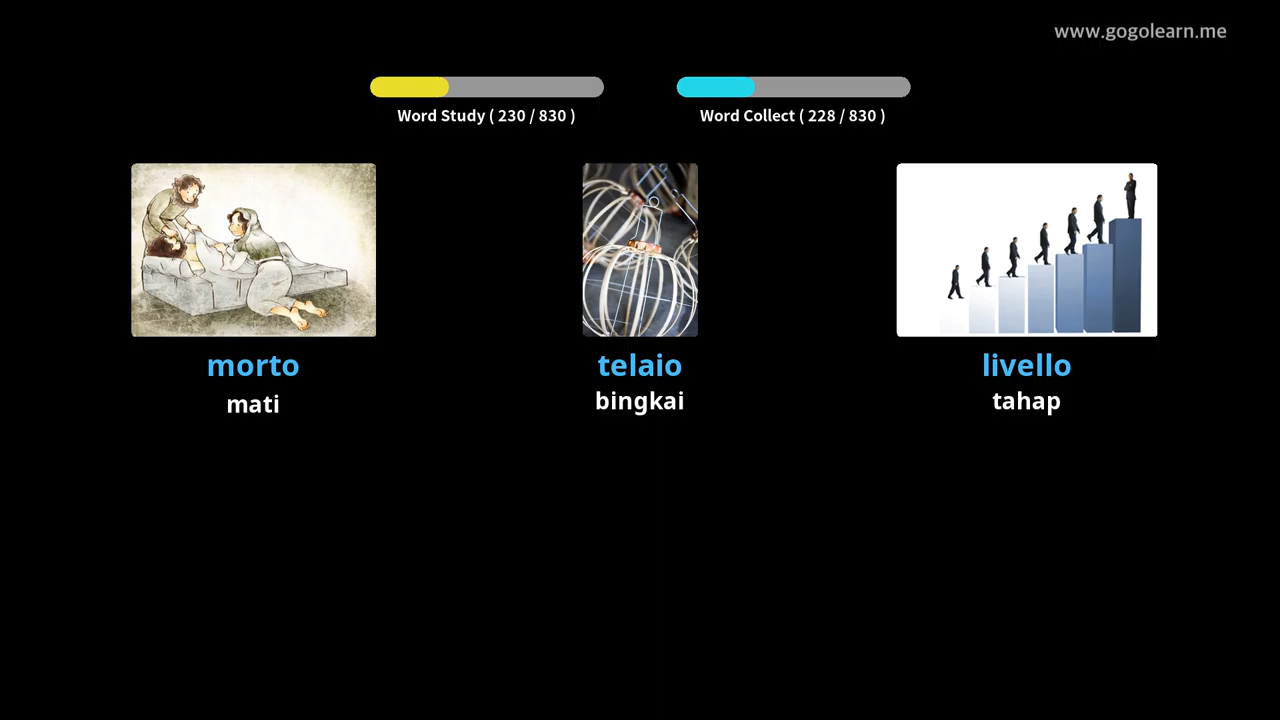 www.gogolearn.me
Word Study ( 230 / 830 )
Word Collect ( 228 / 830 )
morto
mati
telaio
bingkai
livello
tahap